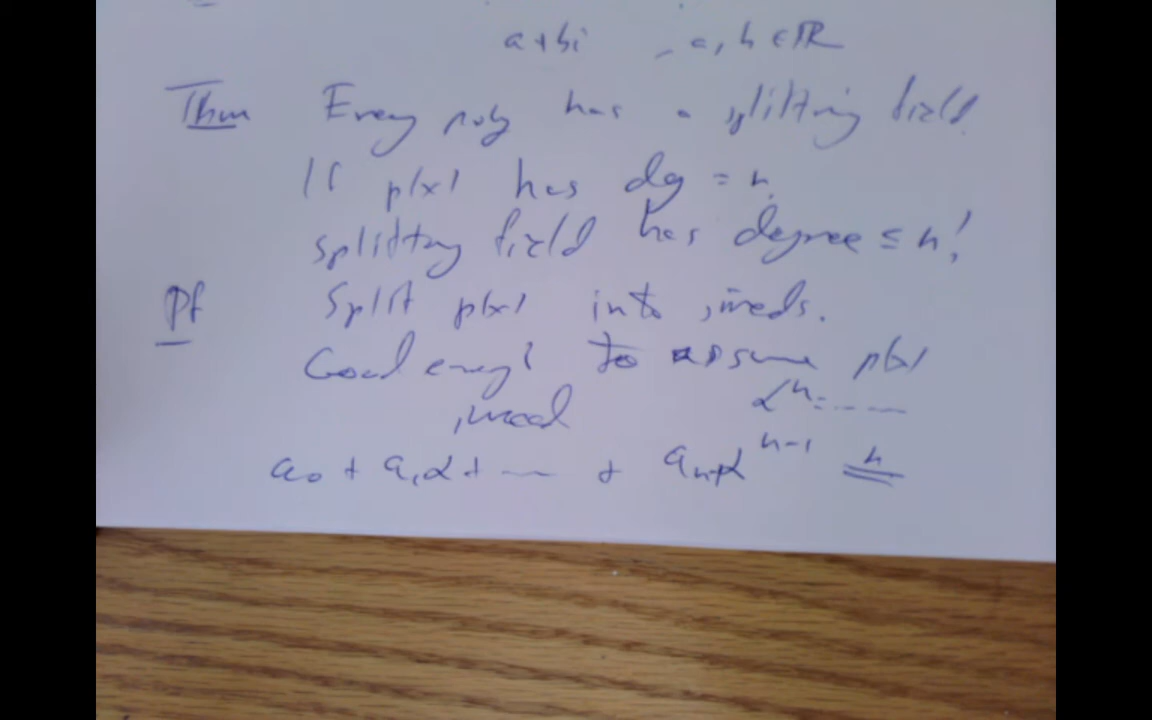 a+bi , a, b ∈ ℝ
Thm Every poly has a splitting field.
If p(x) has deg = n.
splitting field has degree ≤ n!
Pf Split p(x) into irreds.
Good enough to assume p(x)
irred αⁿ = -----
a₀ + a₁α + --- + aₙ₋₁αⁿ⁻¹ n